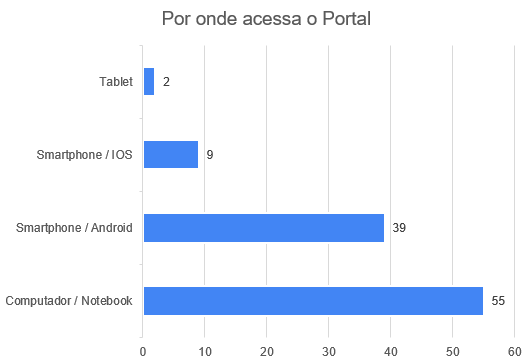 Por onde acessa o Portal
Tablet 2
Smartphone / IOS 9
Smartphone / Android 39
Computador / Notebook 55
0 10 20 30 40 50 60